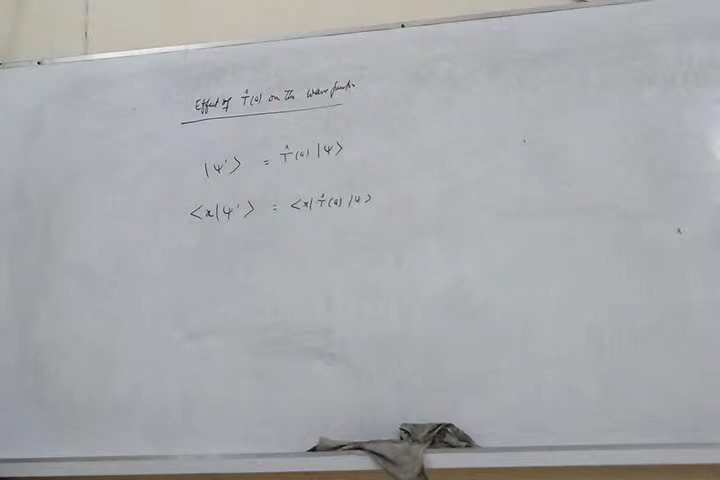 Effect of T̂(a) on the wave function
|ψ'⟩ = T̂(a) |ψ⟩
⟨x|ψ'⟩ = ⟨x| T̂(a) |ψ⟩